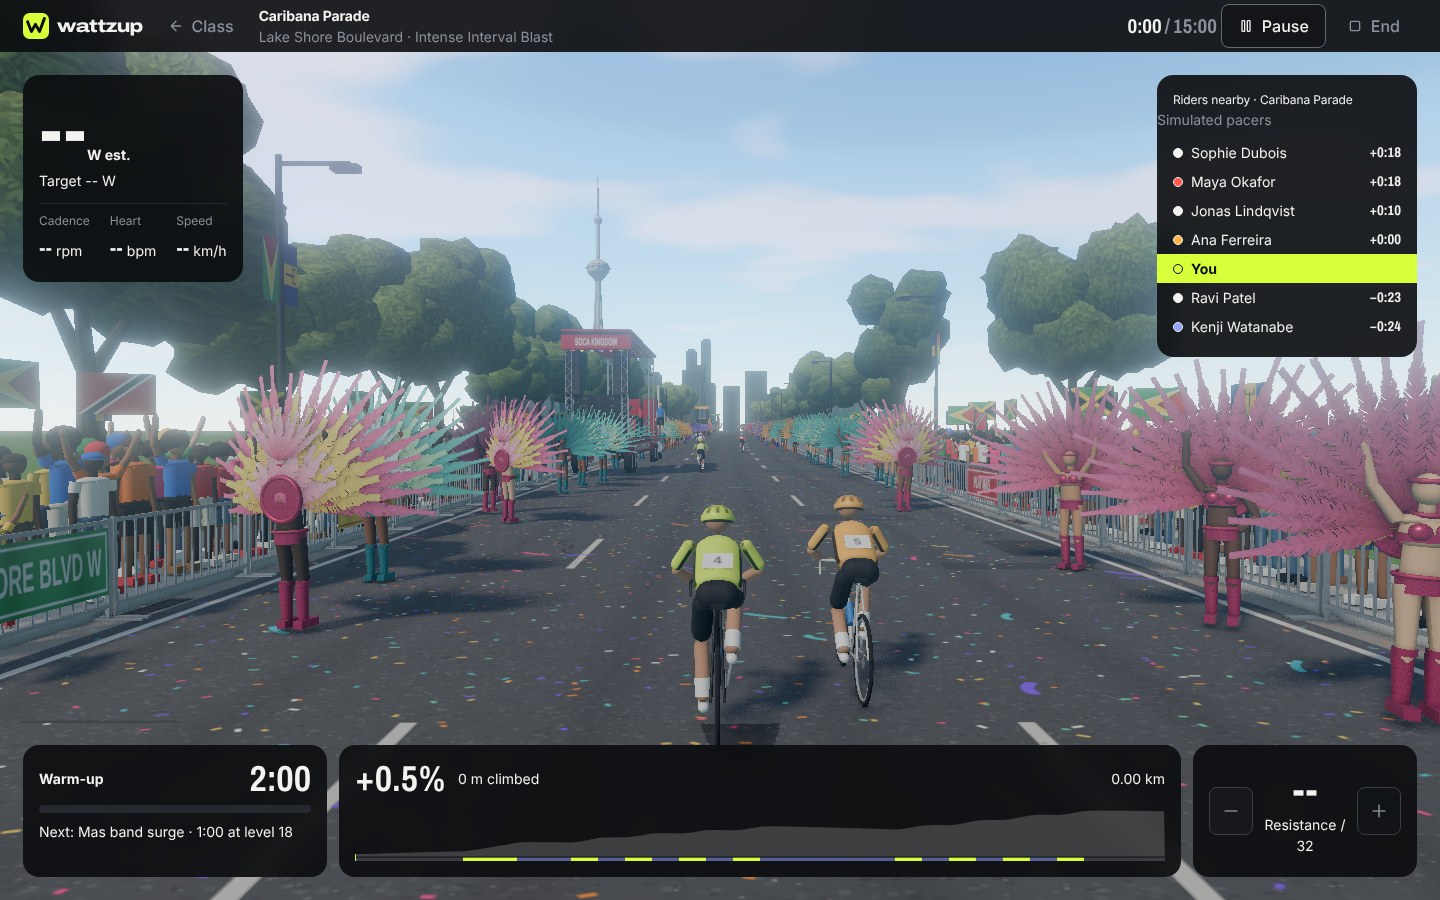 wattzup
← Class
Caribana Parade
Lake Shore Boulevard · Intense Interval Blast
0:00 / 15:00
Pause
End
--
W est.
Target -- W
Cadence Heart Speed
-- rpm -- bpm -- km/h
Riders nearby · Caribana Parade
Simulated pacers
Sophie Dubois +0:18
Maya Okafor +0:18
Jonas Lindqvist +0:10
Ana Ferreira +0:00
You
Ravi Patel −0:23
Kenji Watanabe −0:24
SOCA KINGDOM
ORE BLVD W
4
5
Warm-up 2:00
Next: Mas band surge · 1:00 at level 18
+0.5% 0 m climbed 0.00 km
−
--
+
Resistance /
32